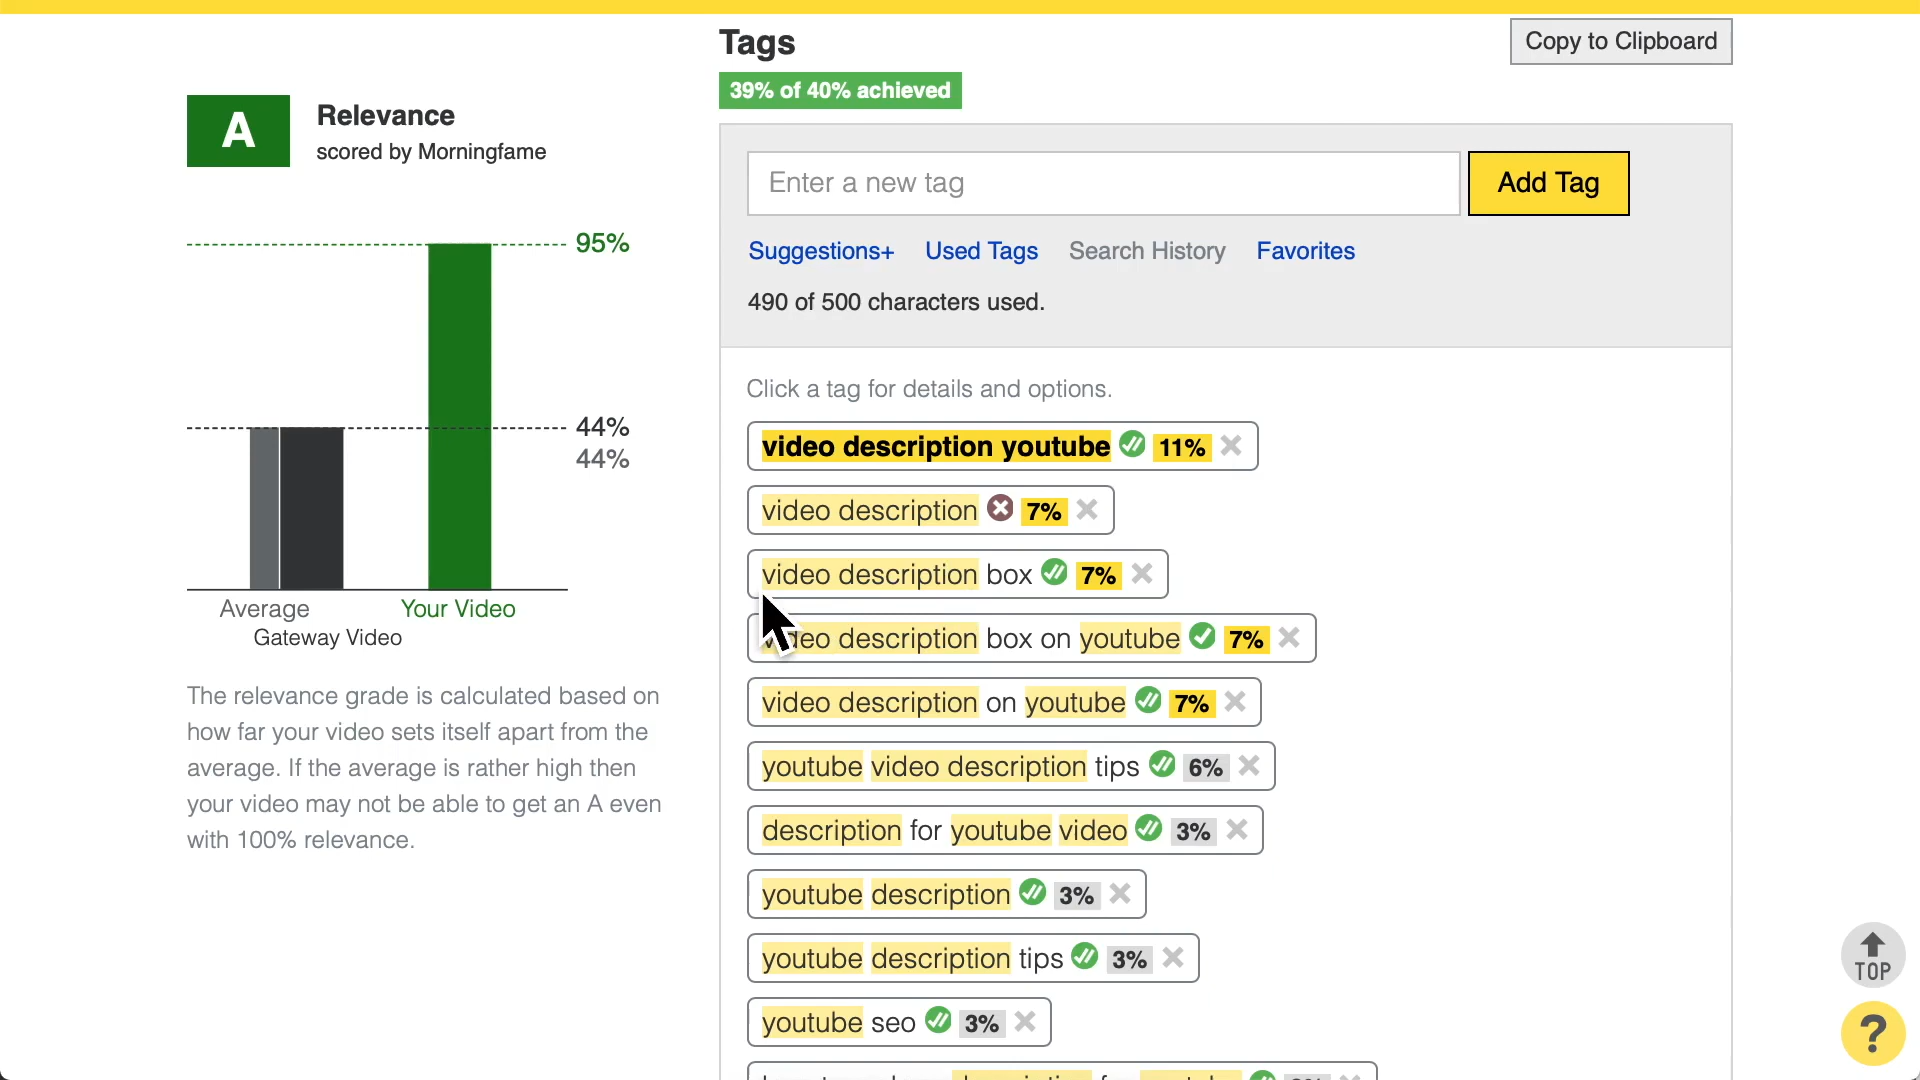 Tags
Copy to Clipboard
39% of 40% achieved
A
Relevance
scored by Morningfame
Enter a new tag
Add Tag
Suggestions+ Used Tags Search History Favorites
490 of 500 characters used.
95%
44%
44%
Average
Your Video
Gateway Video
The relevance grade is calculated based on
how far your video sets itself apart from the
average. If the average is rather high then
your video may not be able to get an A even
with 100% relevance.
Click a tag for details and options.
video description youtube 11%
video description 7%
video description box 7%
video description box on youtube 7%
video description on youtube 7%
youtube video description tips 6%
description for youtube video 3%
youtube description 3%
youtube description tips 3%
youtube seo 3%
TOP
?